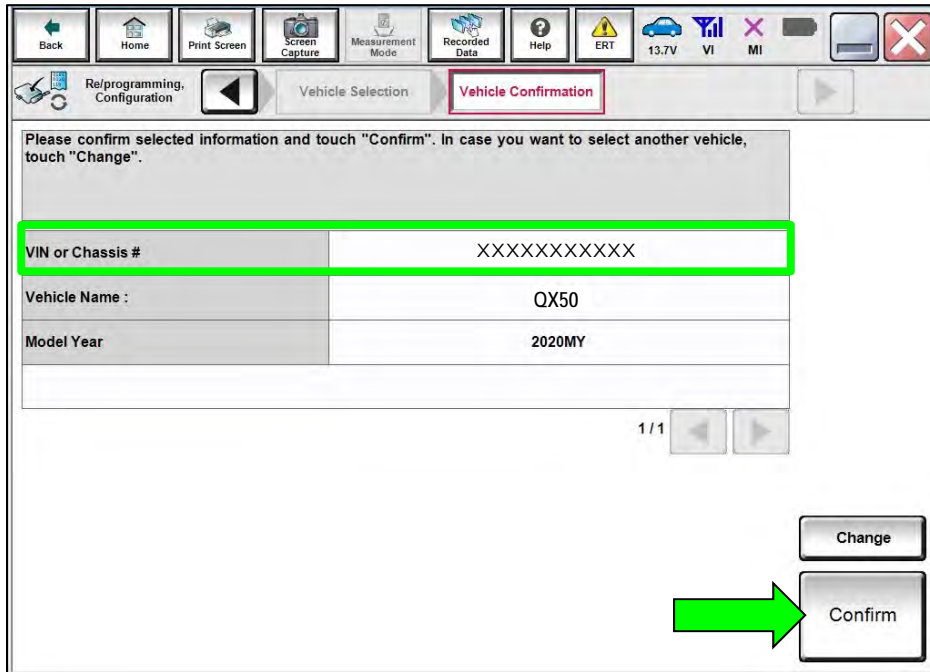 Back
Home
Print Screen
Screen
Capture
Measurement
Mode
Recorded
Data
Help
ERT
13.7V
VI
MI
Re/programming,
Configuration
Vehicle Selection
Vehicle Confirmation
Please confirm selected information and touch "Confirm". In case you want to select another vehicle,
touch "Change".
VIN or Chassis # XXXXXXXXXXX
Vehicle Name : QX50
Model Year 2020MY
1/1
Change
Confirm